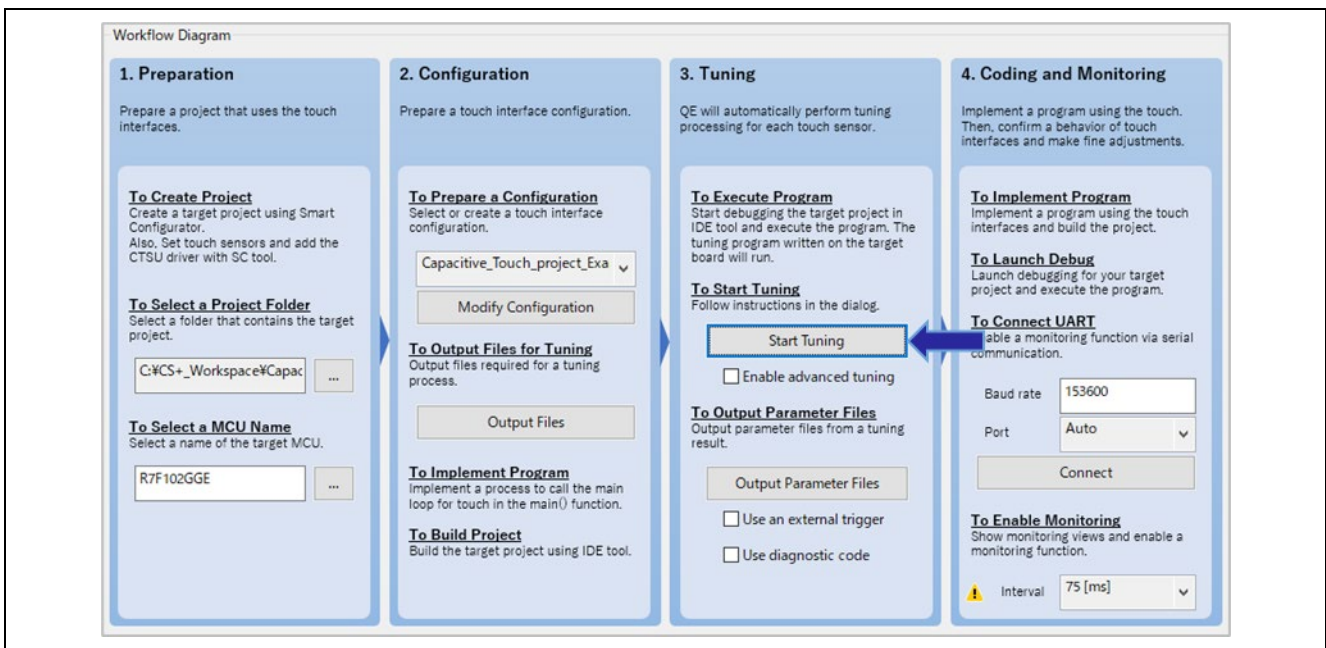 Workflow Diagram
1. Preparation
Prepare a project that uses the touch
interfaces.
To Create Project
Create a target project using Smart
Configurator.
Also, Set touch sensors and add the
CTSU driver with SC tool.
To Select a Project Folder
Select a folder that contains the target
project.
C:¥CS+_Workspace¥Capac
...
To Select a MCU Name
Select a name of the target MCU.
R7F102GGE
...
2. Configuration
Prepare a touch interface configuration.
To Prepare a Configuration
Select or create a touch interface
configuration.
Capacitive_Touch_project_Exa
Modify Configuration
To Output Files for Tuning
Output files required for a tuning
process.
Output Files
To Implement Program
Implement a process to call the main
loop for touch in the main() function.
To Build Project
Build the target project using IDE tool.
3. Tuning
QE will automatically perform tuning
processing for each touch sensor.
To Execute Program
Start debugging the target project in
IDE tool and execute the program. The
tuning program written on the target
board will run.
To Start Tuning
Follow instructions in the dialog.
Start Tuning
Enable advanced tuning
To Output Parameter Files
Output parameter files from a tuning
result.
Output Parameter Files
Use an external trigger
Use diagnostic code
4. Coding and Monitoring
Implement a program using the touch.
Then, confirm a behavior of touch
interfaces and make fine adjustments.
To Implement Program
Implement a program using the touch
interfaces and build the project.
To Launch Debug
Launch debugging for your target
project and execute the program.
To Connect UART
able a monitoring function via serial
communication.
Baud rate 153600
Port Auto
Connect
To Enable Monitoring
Show monitoring views and enable a
monitoring function.
Interval 75 [ms]